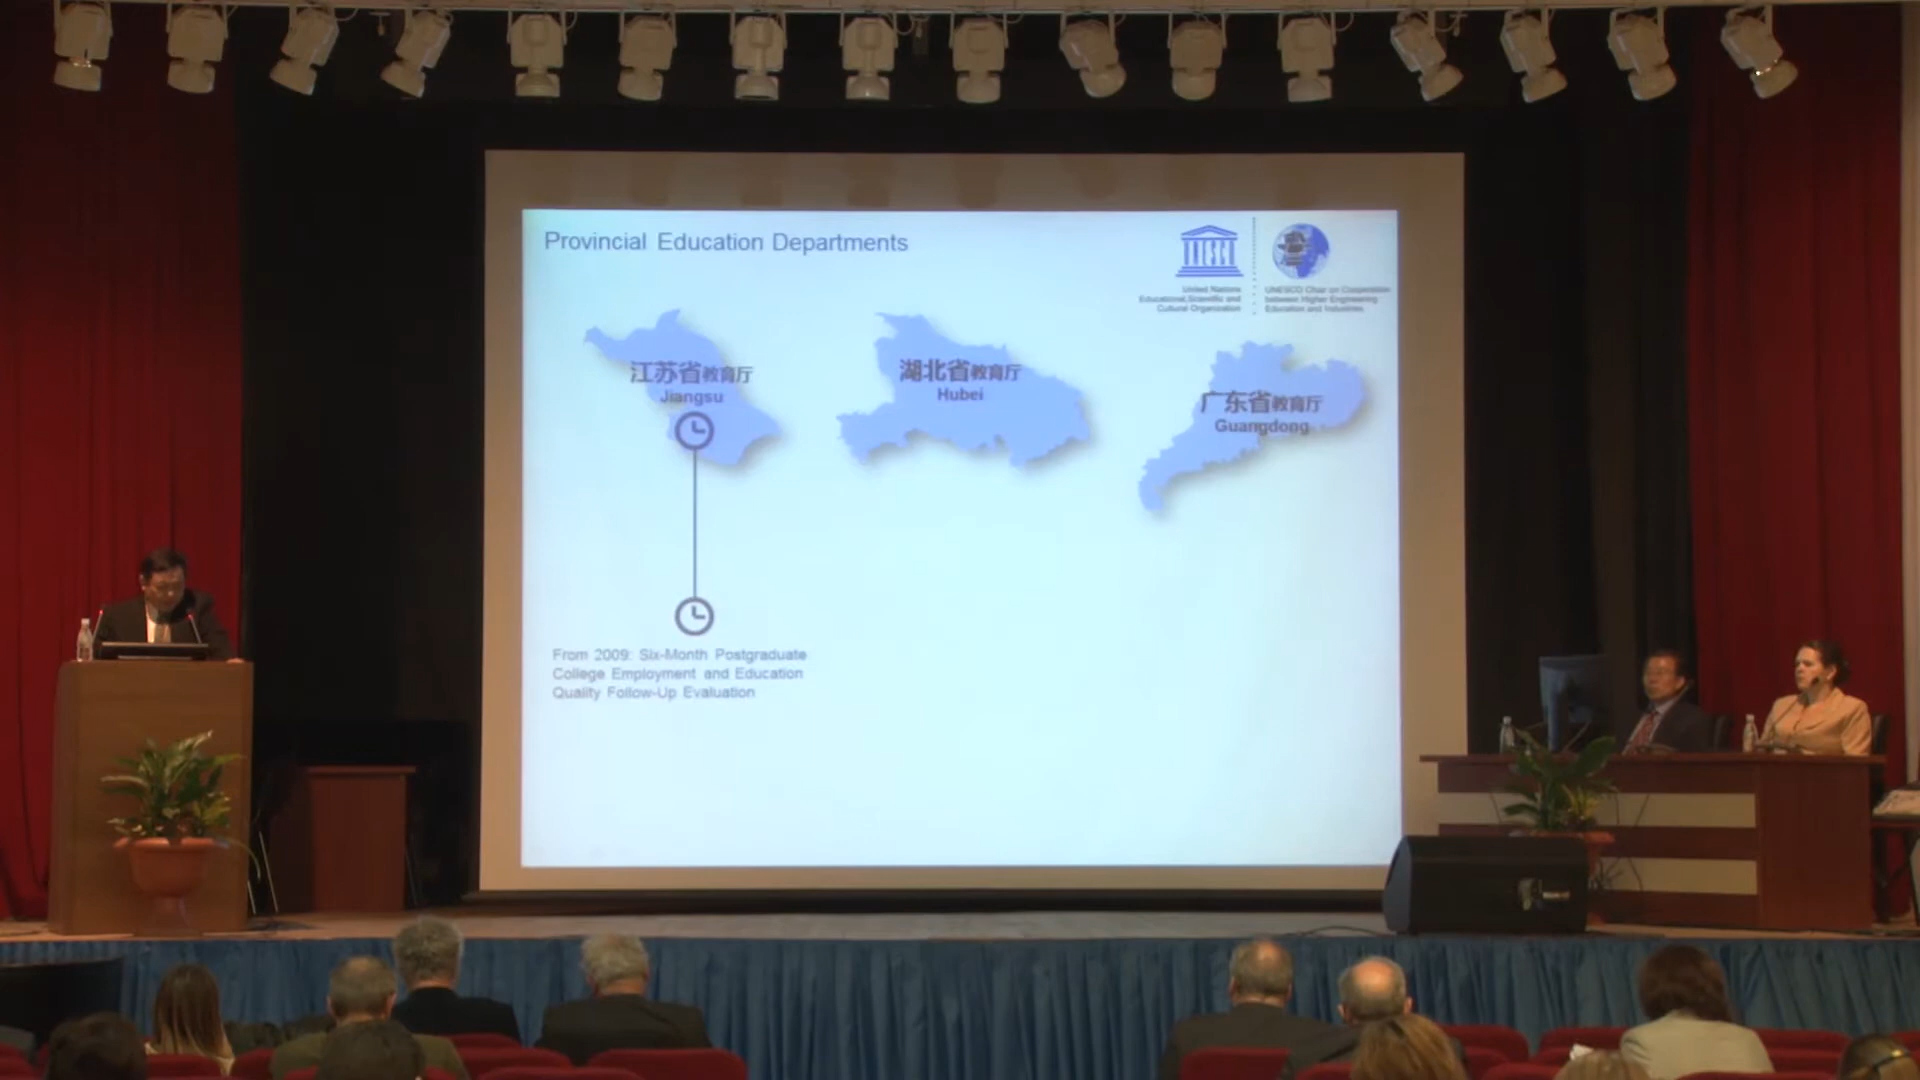 Provincial Education Departments
UNESCO
United Nations
Educational, Scientific and
Cultural Organization
UNESCO Chair on Cooperation
between Higher Engineering
Education and Industries
江苏省教育厅
Jiangsu
湖北省教育厅
Hubei
广东省教育厅
Guangdong
From 2009: Six-Month Postgraduate
College Employment and Education
Quality Follow-Up Evaluation